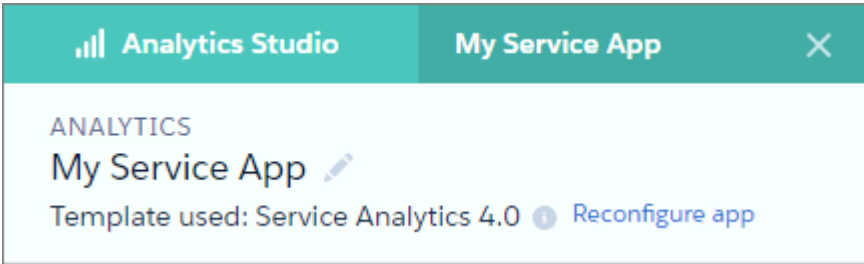 Analytics Studio My Service App
ANALYTICS
My Service App
Template used: Service Analytics 4.0 Reconfigure app